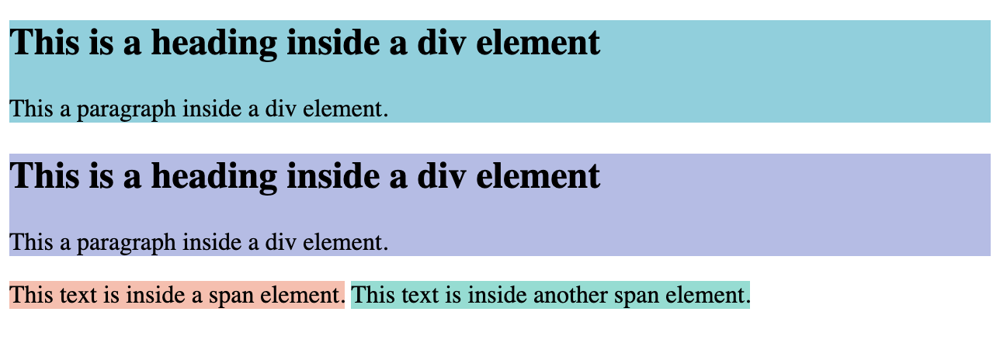 This is a heading inside a div element
This a paragraph inside a div element.
This is a heading inside a div element
This a paragraph inside a div element.
This text is inside a span element. This text is inside another span element.